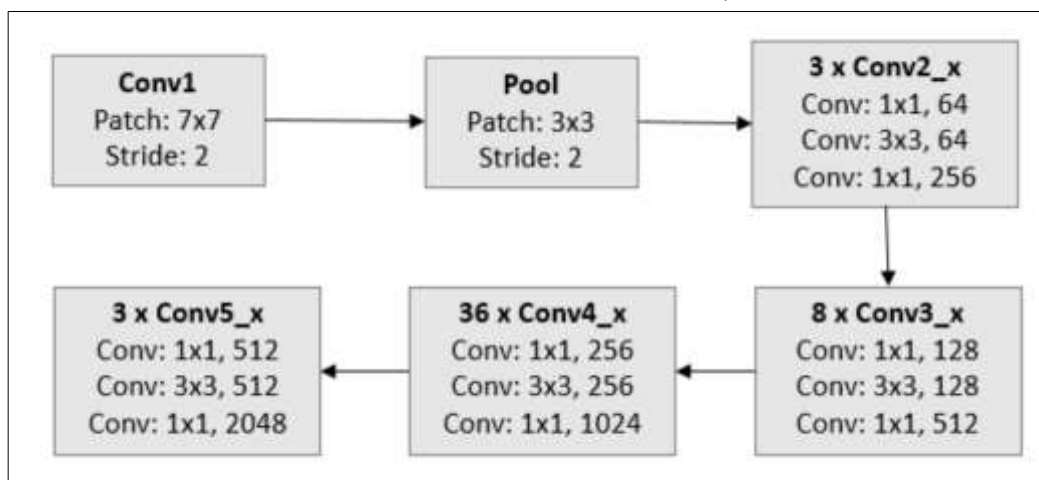 Conv1
Patch: 7x7
Stride: 2
Pool
Patch: 3x3
Stride: 2
3 x Conv2_x
Conv: 1x1, 64
Conv: 3x3, 64
Conv: 1x1, 256
8 x Conv3_x
Conv: 1x1, 128
Conv: 3x3, 128
Conv: 1x1, 512
36 x Conv4_x
Conv: 1x1, 256
Conv: 3x3, 256
Conv: 1x1, 1024
3 x Conv5_x
Conv: 1x1, 512
Conv: 3x3, 512
Conv: 1x1, 2048